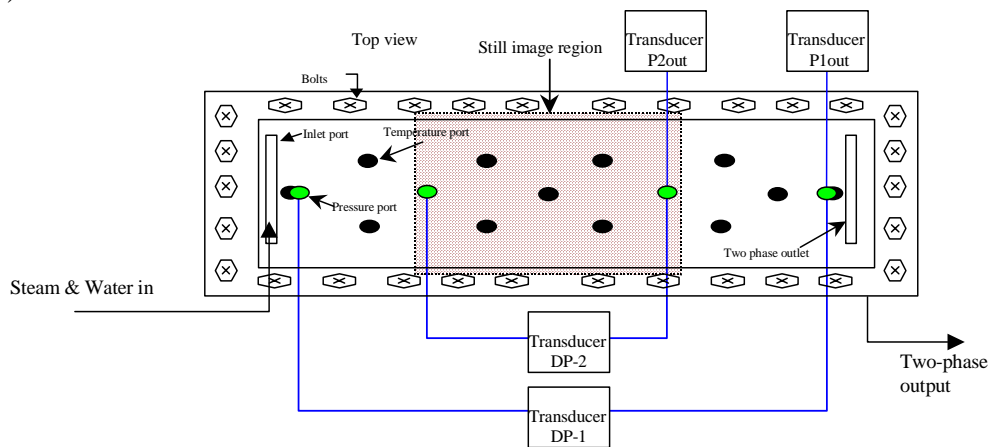 )
Top view
Still image region
Transducer
P2out
Transducer
P1out
Bolts
Inlet port
Temperature port
Pressure port
Two phase outlet
Steam & Water in
Transducer
DP-2
Two-phase
output
Transducer
DP-1